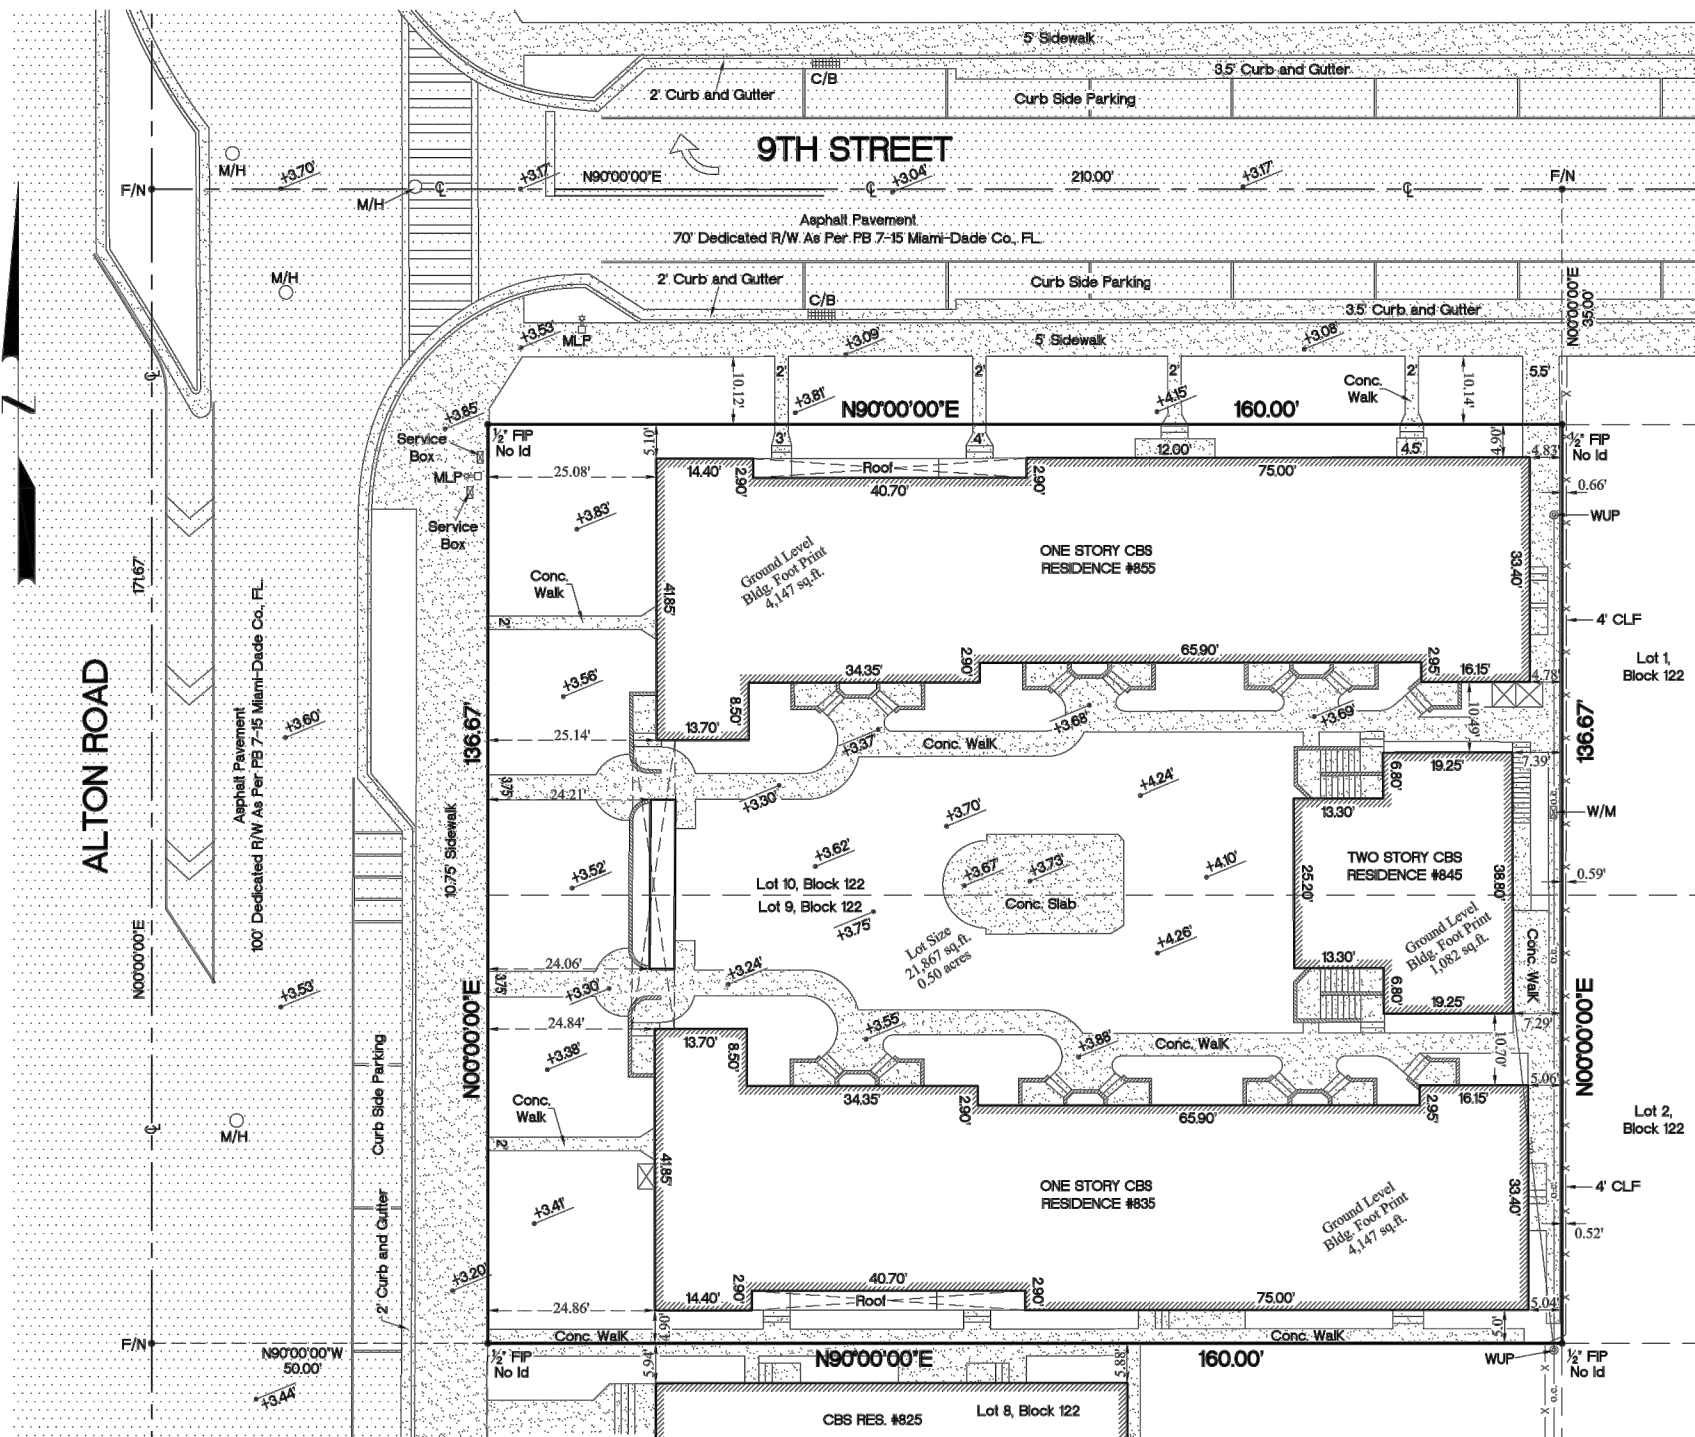 5' Sidewalk
3.5' Curb and Gutter
C/B
2' Curb and Gutter
Curb Side Parking
9TH STREET
M/H
+3.70'
+3.17'
N90°00'00"E
℄
+3.04'
210.00'
+3.17'
℄
F/N
F/N
℄
M/H
Asphalt Pavement
70' Dedicated R/W As Per PB 7-15 Miami-Dade Co., FL.
M/H
2' Curb and Gutter
Curb Side Parking
C/B
3.5' Curb and Gutter
N00°00'00"E
35.00'
+3.53'
MLP
+3.09'
5' Sidewalk
+3.08'
℄
10.12'
2'
2'
2'
2'
10.14'
5.5'
Conc.
Walk
+3.85'
+3.81'
N90°00'00"E
+4.15'
160.00'
½" FIP
No Id
Service
Box
5.10'
3'
4'
12.00'
4.5'
4.90'
½" FIP
No Id
4.83'
MLP
25.08'
14.40'
2.90'
Roof
40.70'
2.90'
75.00'
0.66'
Service
Box
+3.83'
WUP
Ground Level
Bldg. Foot Print
4,147 sq.ft.
ONE STORY CBS
RESIDENCE #855
33.40'
171.67'
Conc.
Walk
41.85'
2'
4' CLF
ALTON ROAD
Asphalt Pavement
100' Dedicated R/W As Per PB 7-15 Miami-Dade Co., FL.
+3.60'
+3.56'
34.35'
2.90'
65.90'
2.95'
16.15'
4.78'
Lot 1,
Block 122
136.67'
25.14'
13.70'
8.50'
+3.37'
Conc. Walk
+3.68'
+3.69'
10.49'
136.67'
3.75'
24.21'
+3.30'
+4.24'
6.80'
19.25'
7.39'
13.30'
+3.70'
W/M
10.75' Sidewalk
+3.52'
+3.62'
Lot 10, Block 122
Lot 9, Block 122
+3.75'
+3.67'
+3.73'
Conc. Slab
+4.10'
25.20'
TWO STORY CBS
RESIDENCE #845
38.80'
0.59'
Lot Size
21,867 sq.ft.
0.50 acres
+4.26'
Ground Level
Bldg. Foot Print
1,082 sq.ft.
Conc. Walk
N00°00'00"E
+3.53'
N00°00'00"E
24.06'
3.75'
+3.30'
+3.24'
13.30'
6.80'
19.25'
N00°00'00"E
24.84'
13.70'
8.50'
+3.55'
+3.88'
Conc. Walk
7.29'
10.70'
+3.38'
34.35'
2.90'
65.90'
2.95'
16.15'
5.06'
Curb Side Parking
℄
M/H
Conc.
Walk
2'
41.85'
Lot 2,
Block 122
2' Curb and Gutter
ONE STORY CBS
RESIDENCE #835
33.40'
4' CLF
+3.41'
Ground Level
Bldg. Foot Print
4,147 sq.ft.
0.52'
+3.20'
24.86'
14.40'
2.90'
40.70'
Roof
2.90'
75.00'
5.04'
4.90'
Conc. Walk
Conc. Walk
5.0'
F/N
N90°00'00"W
50.00'
+3.44'
½" FIP
No Id
5.94'
N90°00'00"E
5.88'
160.00'
WUP
½" FIP
No Id
CBS RES. #825
Lot 8, Block 122